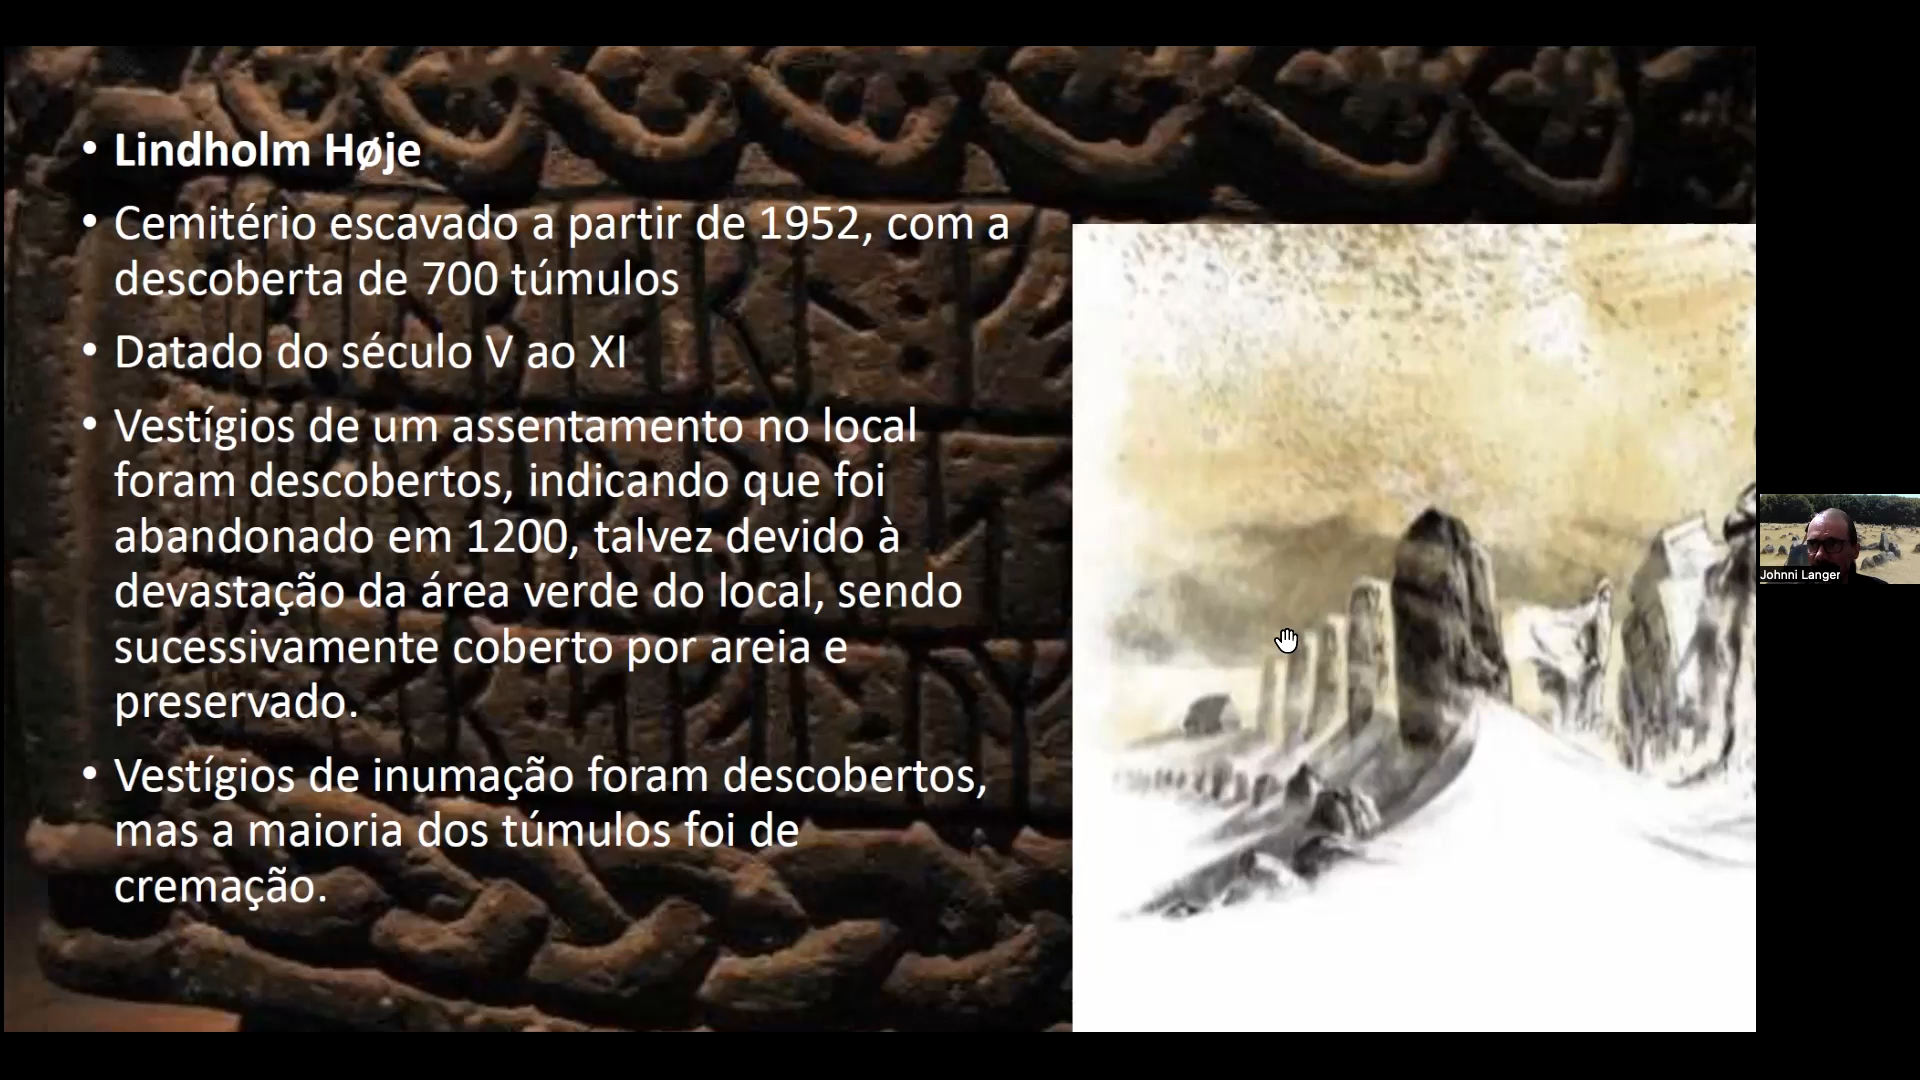 • Lindholm Høje
• Cemitério escavado a partir de 1952, com a
descoberta de 700 túmulos
• Datado do século V ao XI
• Vestígios de um assentamento no local
foram descobertos, indicando que foi
abandonado em 1200, talvez devido à
devastação da área verde do local, sendo
sucessivamente coberto por areia e
preservado.
• Vestígios de inumação foram descobertos,
mas a maioria dos túmulos foi de
cremação.
Johnni Langer